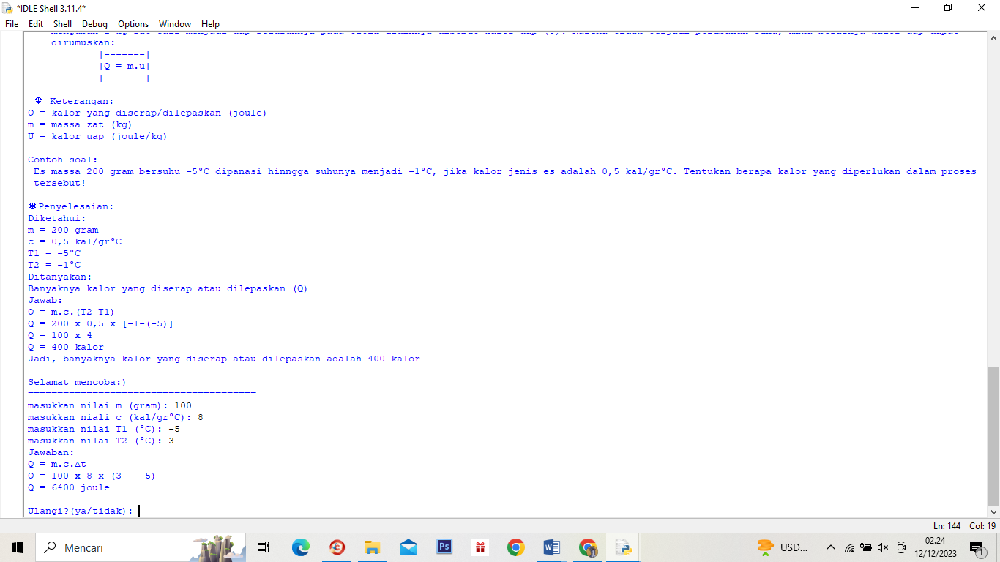 *IDLE Shell 3.11.4*
File Edit Shell Debug Options Window Help
dirumuskan:
|-------|
|Q = m.u|
|-------|
❉ Keterangan:
Q = kalor yang diserap/dilepaskan (joule)
m = massa zat (kg)
U = kalor uap (joule/kg)
Contoh soal:
Es massa 200 gram bersuhu -5°C dipanasi hinngga suhunya menjadi -1°C, jika kalor jenis es adalah 0,5 kal/gr°C. Tentukan berapa kalor yang diperlukan dalam proses
tersebut!
❉Penyelesaian:
Diketahui:
m = 200 gram
c = 0,5 kal/gr°C
T1 = -5°C
T2 = -1°C
Ditanyakan:
Banyaknya kalor yang diserap atau dilepaskan (Q)
Jawab:
Q = m.c.(T2-T1)
Q = 200 x 0,5 x [-1-(-5)]
Q = 100 x 4
Q = 400 kalor
Jadi, banyaknya kalor yang diserap atau dilepaskan adalah 400 kalor
Selamat mencoba:)
=======================================
masukkan nilai m (gram): 100
masukkan niali c (kal/gr°C): 8
masukkan nilai T1 (°C): -5
masukkan nilai T2 (°C): 3
Jawaban:
Q = m.c.∆t
Q = 100 x 8 x (3 - -5)
Q = 6400 joule
Ulangi?(ya/tidak):
Ln: 144 Col: 19
Mencari
Ps
W
USD...
02.24
12/12/2023
1